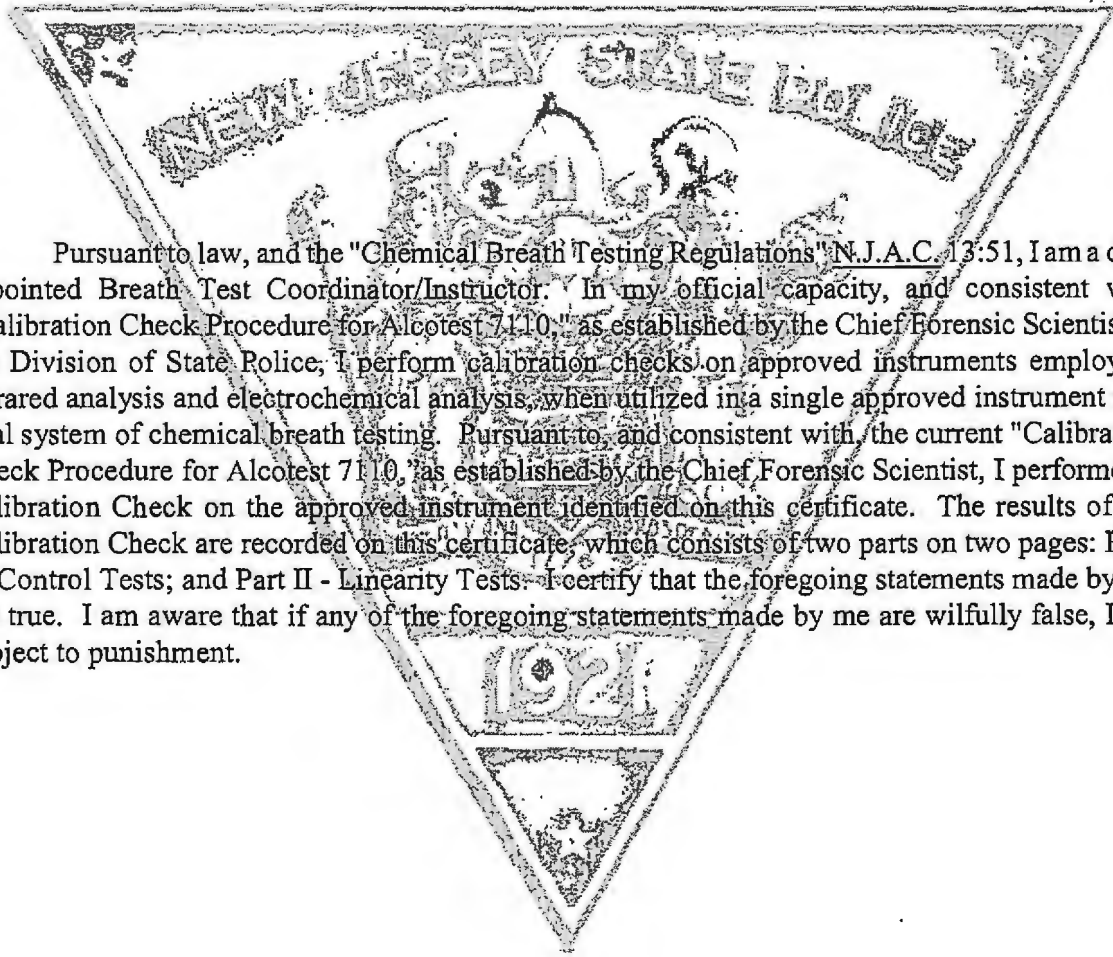 NEW JERSEY STATE POLICE
Pursuant to law, and the "Chemical Breath Testing Regulations" N.J.A.C. 13:51, I am a d
pointed Breath Test Coordinator/Instructor. In my official capacity, and consistent w
alibration Check Procedure for Alcotest 7110," as established by the Chief Forensic Scientis
Division of State Police, I perform calibration checks on approved instruments employ
rared analysis and electrochemical analysis, when utilized in a single approved instrument
al system of chemical breath testing. Pursuant to, and consistent with, the current "Calibra
eck Procedure for Alcotest 7110," as established by the Chief Forensic Scientist, I performe
libration Check on the approved instrument identified on this certificate. The results of
libration Check are recorded on this certificate, which consists of two parts on two pages: P
Control Tests; and Part II - Linearity Tests. I certify that the foregoing statements made by
true. I am aware that if any of the foregoing statements made by me are wilfully false, I
bject to punishment.
1921